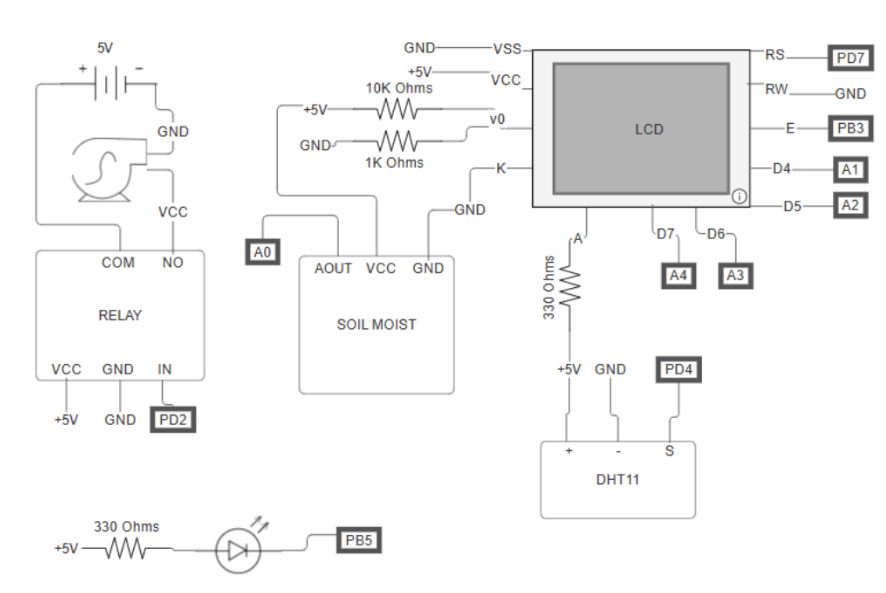 5V
+ -
GND
VCC
COM NO
RELAY
VCC GND IN
+5V GND PD2
GND VSS
+5V VCC
10K Ohms
+5V
v0
GND
1K Ohms
K
GND
A0
AOUT VCC GND
SOIL MOIST
LCD
i
RS PD7
RW GND
E PB3
D4 A1
D5 A2
A D7 D6
A4 A3
330 Ohms
+5V GND PD4
+ - S
DHT11
330 Ohms
+5V PB5